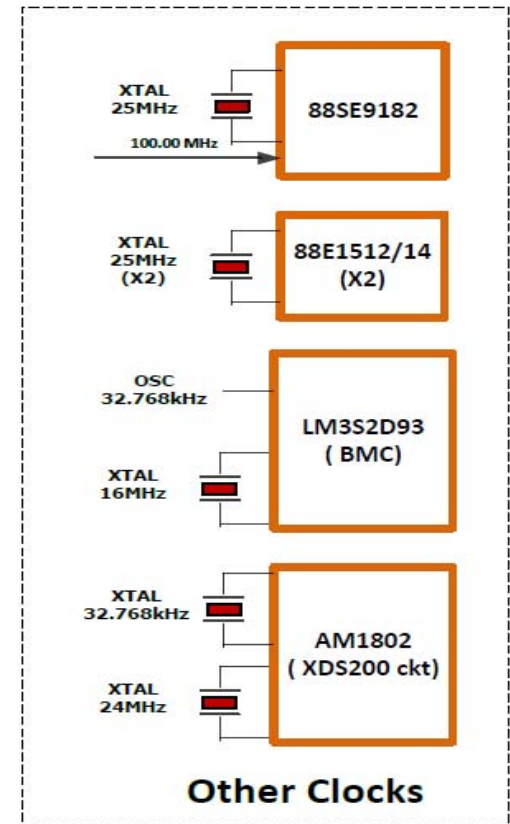 XTAL
25MHz
100.00 MHz
88SE9182
XTAL
25MHz
(X2)
88E1512/14
(X2)
OSC
32.768kHz
XTAL
16MHz
LM3S2D93
( BMC)
XTAL
32.768kHz
XTAL
24MHz
AM1802
( XDS200 ckt)
Other Clocks